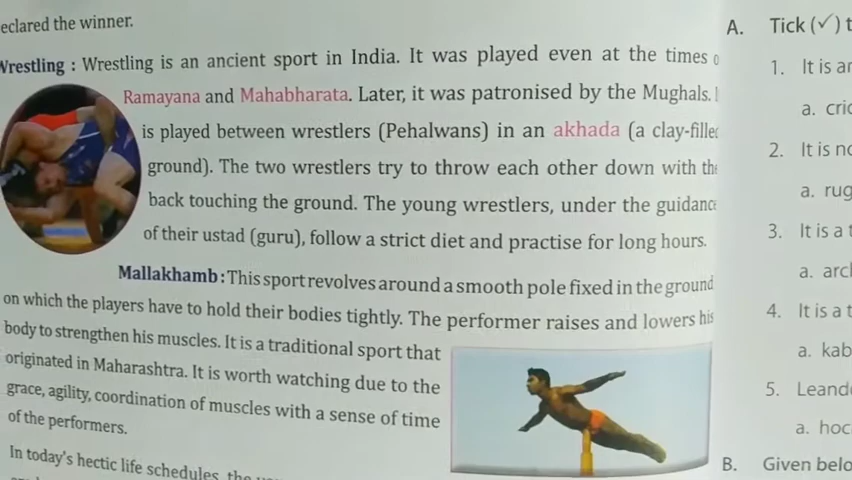 eclared the winner.
Wrestling : Wrestling is an ancient sport in India. It was played even at the times
Ramayana and Mahabharata. Later, it was patronised by the Mughals.
is played between wrestlers (Pehalwans) in an akhada (a clay-filled
ground). The two wrestlers try to throw each other down with the
back touching the ground. The young wrestlers, under the guidance
of their ustad (guru), follow a strict diet and practise for long hours.
Mallakhamb : This sport revolves around a smooth pole fixed in the ground
on which the players have to hold their bodies tightly. The performer raises and lowers his
body to strengthen his muscles. It is a traditional sport that
originated in Maharashtra. It is worth watching due to the
grace, agility, coordination of muscles with a sense of time
of the performers.
In today's hectic life schedules, the
A. Tick (✓) t
1. It is an
a. cric
2. It is no
a. rug
3. It is a t
a. arch
4. It is a t
a. kab
5. Leande
a. hoc
B. Given belo